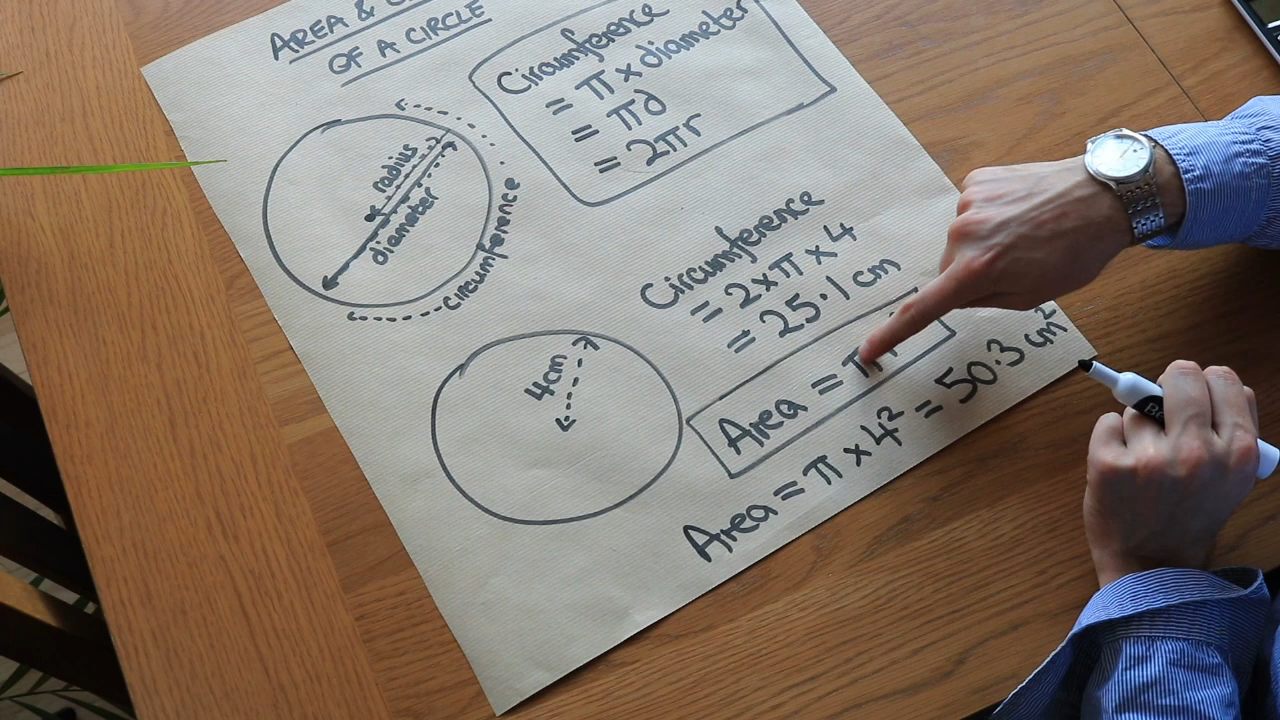 AREA & C
OF A CIRCLE
Circumference
= π × diameter
= πd
= 2πr
radius
diameter
circumference
Circumference
= 2×π×4
= 25.1 cm
4cm
Area = π
Area = π × 4² = 50.3 cm²